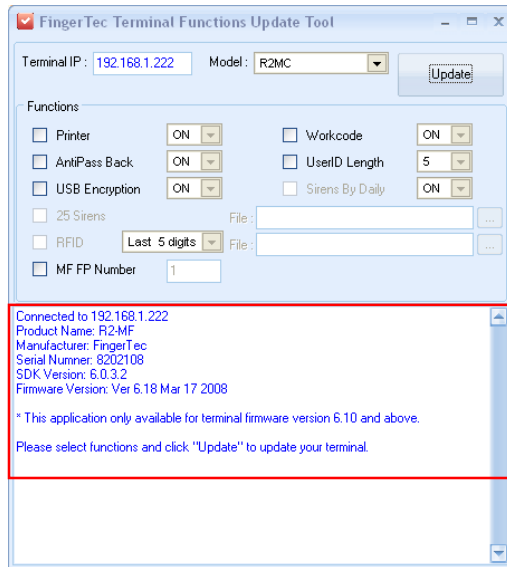 FingerTec Terminal Functions Update Tool
Terminal IP : 192.168.1.222 Model : R2MC Update
Functions
Printer ON Workcode ON
AntiPass Back ON UserID Length 5
USB Encryption ON Sirens By Daily ON
25 Sirens File : ...
RFID Last 5 digits File : ...
MF FP Number 1
Connected to 192.168.1.222
Product Name: R2-MF
Manufacturer: FingerTec
Serial Numner: 8202108
SDK Version: 6.0.3.2
Firmware Version: Ver 6.18 Mar 17 2008
* This application only available for terminal firmware version 6.10 and above.
Please select functions and click "Update" to update your terminal.